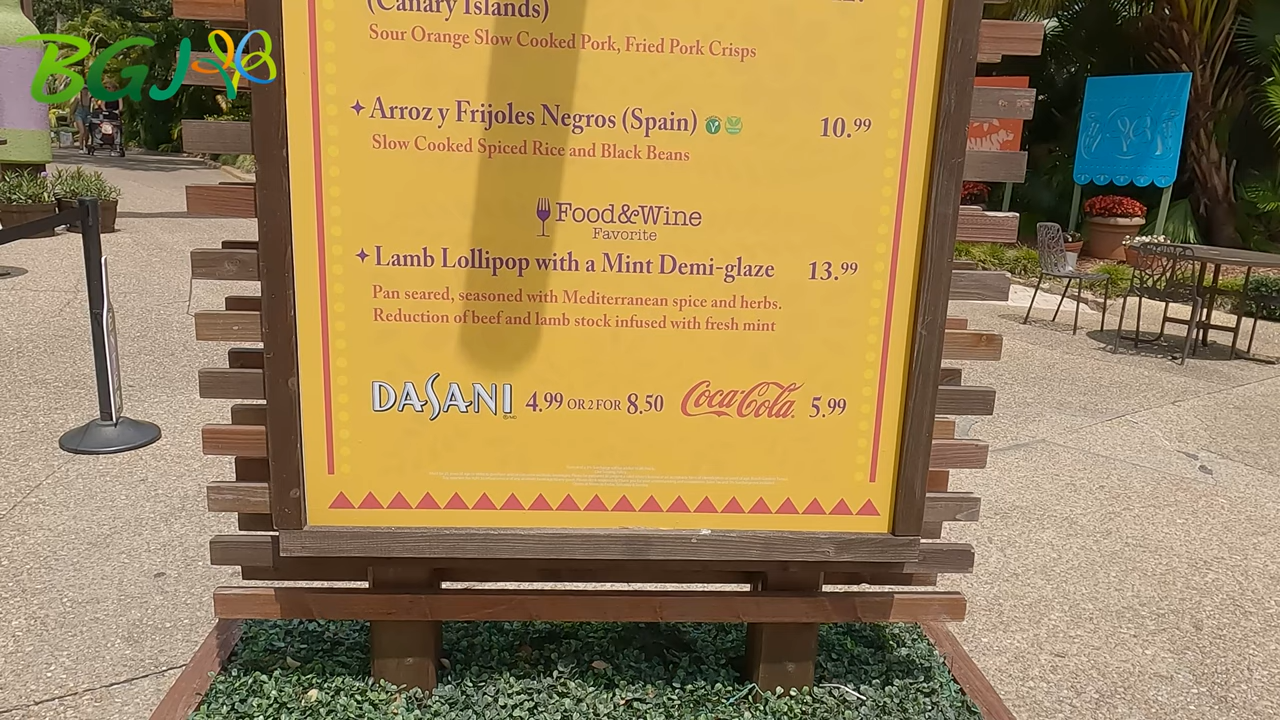 BGJ
(Canary Islands)
Sour Orange Slow Cooked Pork, Fried Pork Crisps
Arroz y Frijoles Negros (Spain) 10.99
Slow Cooked Spiced Rice and Black Beans
Food&Wine
Favorite
Lamb Lollipop with a Mint Demi-glaze 13.99
Pan seared, seasoned with Mediterranean spice and herbs.
Reduction of beef and lamb stock infused with fresh mint
DASANI 4.99 OR 2 FOR 8.50 Coca-Cola 5.99